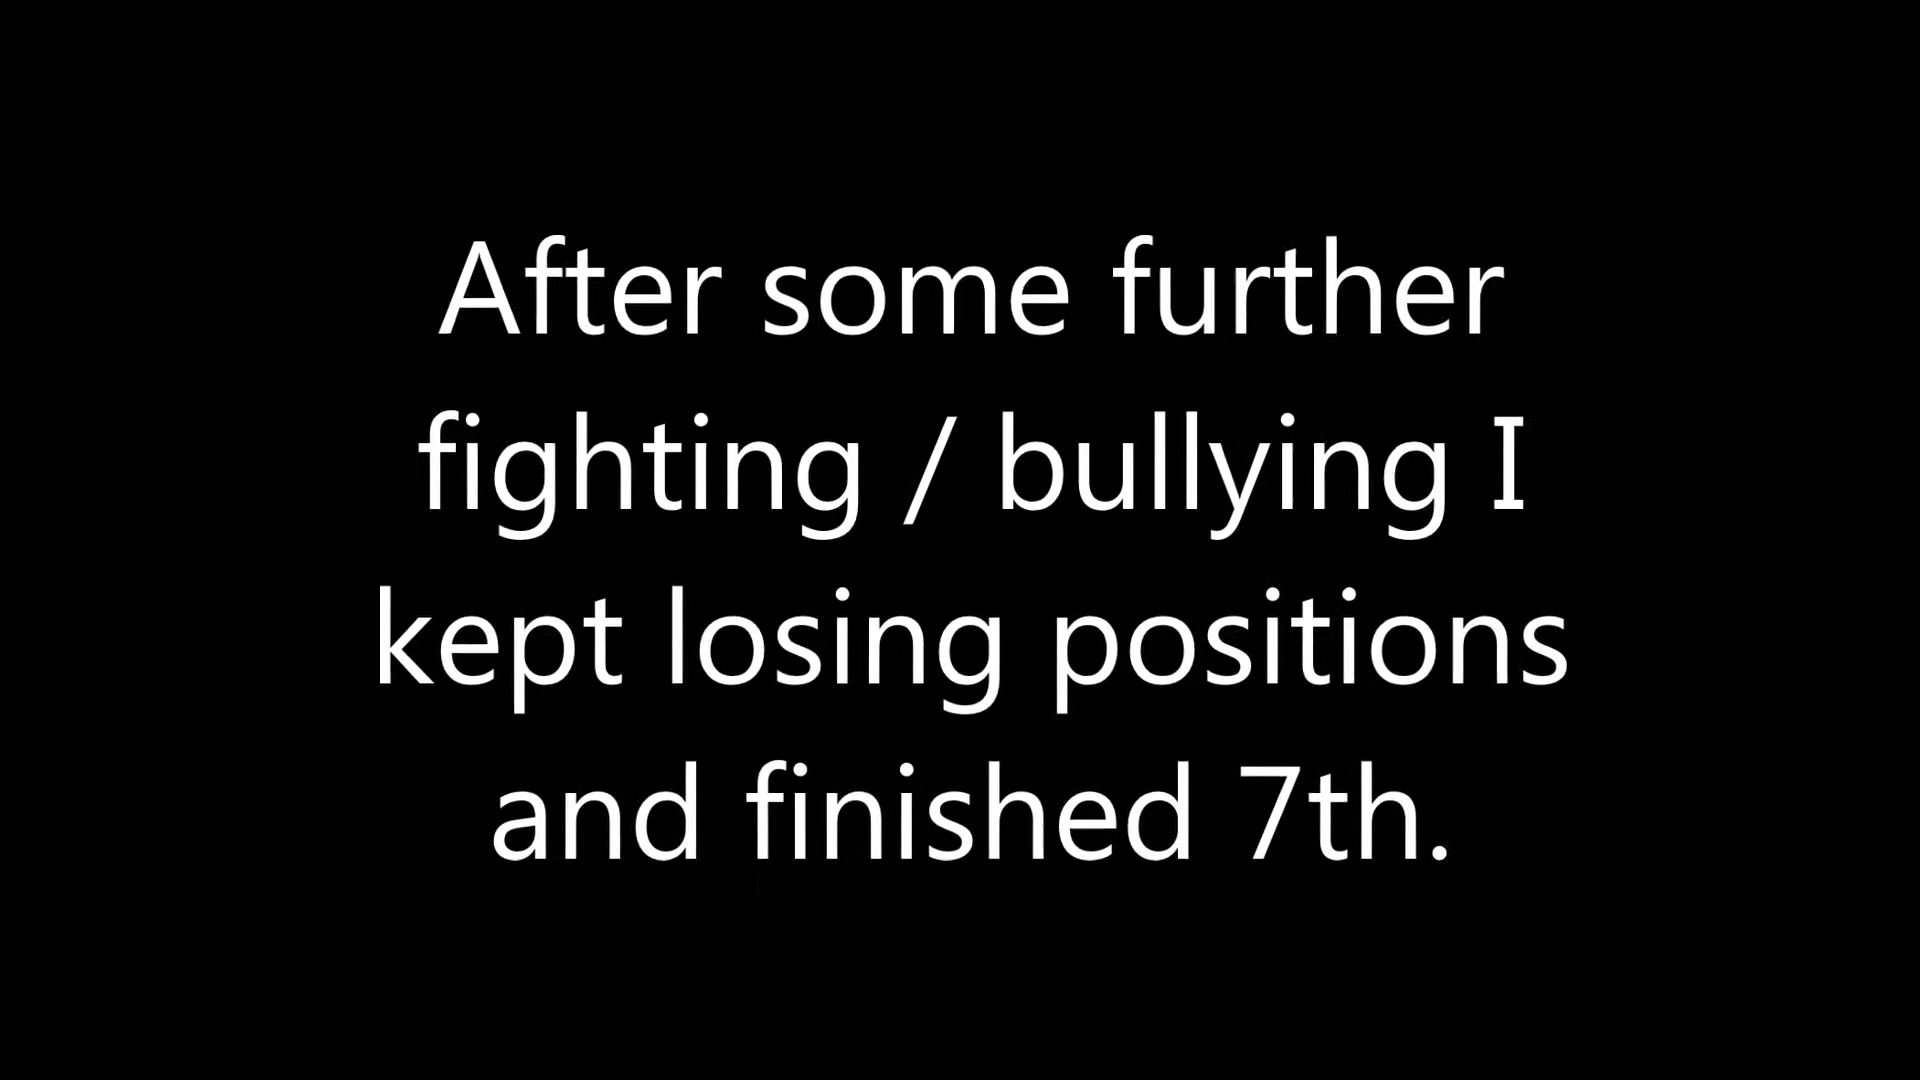 After some further
fighting / bullying I
kept losing positions
and finished 7th.